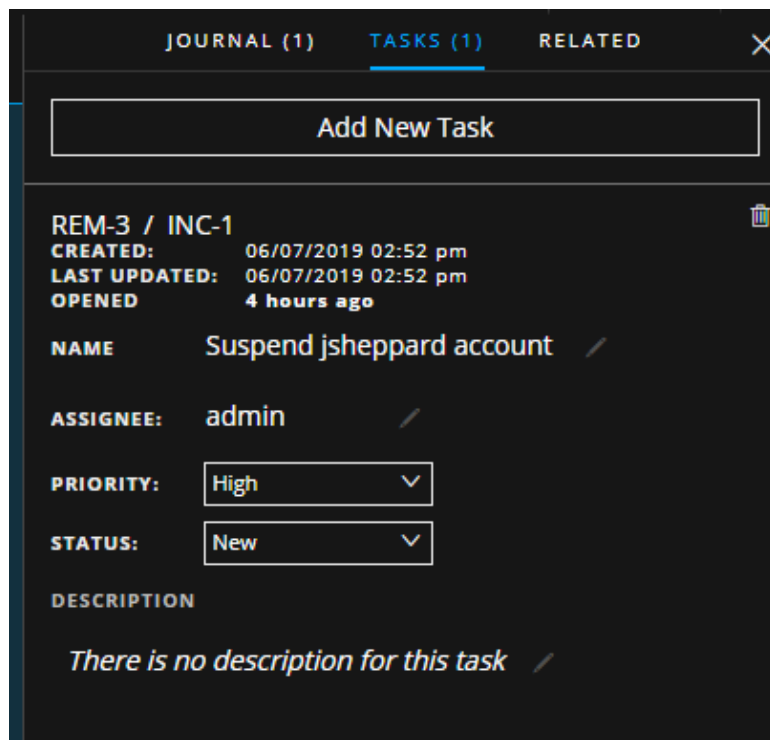 JOURNAL (1) TASKS (1) RELATED
Add New Task
REM-3 / INC-1
CREATED: 06/07/2019 02:52 pm
LAST UPDATED: 06/07/2019 02:52 pm
OPENED 4 hours ago
NAME Suspend jsheppard account
ASSIGNEE: admin
PRIORITY: High
STATUS: New
DESCRIPTION
There is no description for this task